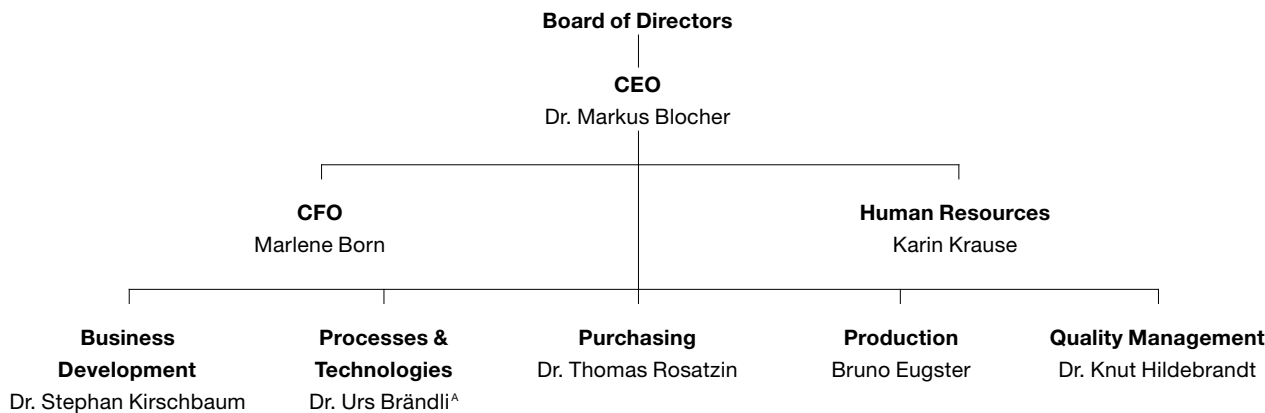 Board of Directors
CEO
Dr. Markus Blocher
CFO
Marlene Born
Human Resources
Karin Krause
Business
Development
Dr. Stephan Kirschbaum
Processes &
Technologies
Dr. Urs Brändliᴬ
Purchasing
Dr. Thomas Rosatzin
Production
Bruno Eugster
Quality Management
Dr. Knut Hildebrandt